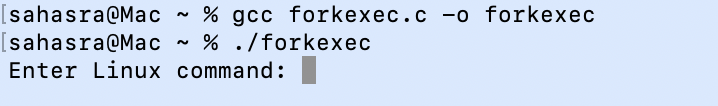 [sahasra@Mac ~ % gcc forkexec.c -o forkexec
[sahasra@Mac ~ % ./forkexec
Enter Linux command: